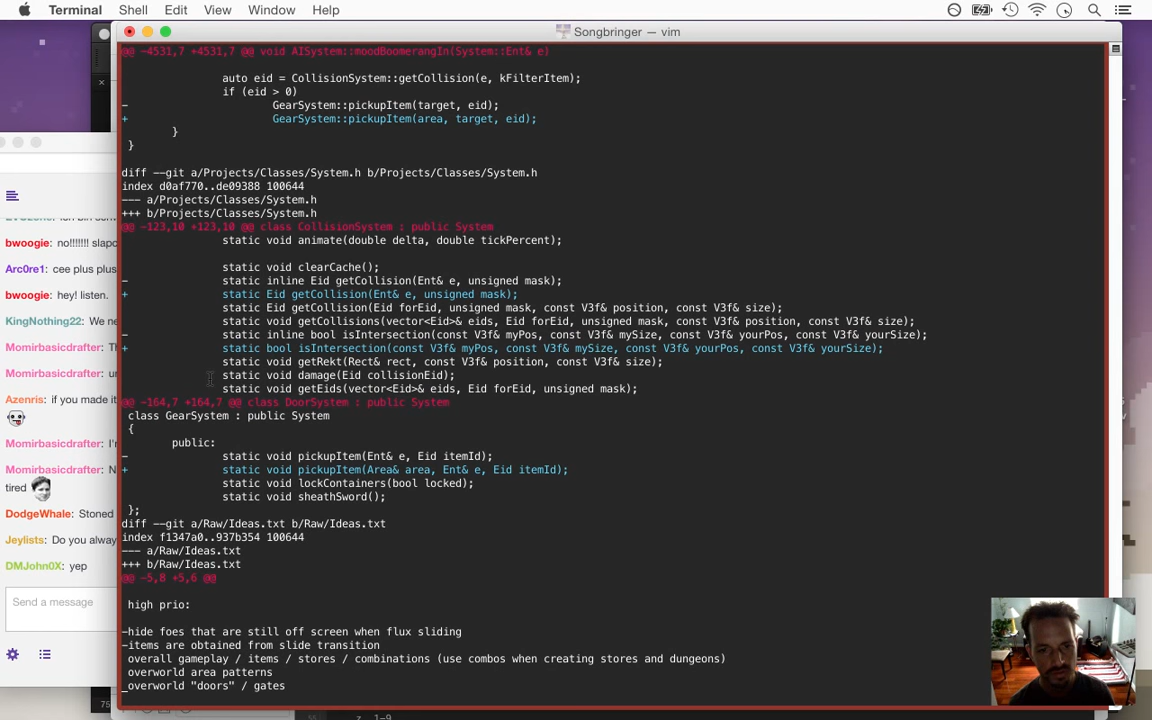 Terminal Shell Edit View Window Help
Songbringer — vim
@@ -4531,7 +4531,7 @@ void AISystem::moodBoomerangIn(System::Ent& e)
auto eid = CollisionSystem::getCollision(e, kFilterItem);
if (eid > 0)
- GearSystem::pickupItem(target, eid);
+ GearSystem::pickupItem(area, target, eid);
}
}
diff --git a/Projects/Classes/System.h b/Projects/Classes/System.h
index d0af770..de09388 100644
--- a/Projects/Classes/System.h
+++ b/Projects/Classes/System.h
@@ -123,10 +123,10 @@ class CollisionSystem : public System
static void animate(double delta, double tickPercent);
static void clearCache();
- static inline Eid getCollision(Ent& e, unsigned mask);
+ static Eid getCollision(Ent& e, unsigned mask);
static Eid getCollision(Eid forEid, unsigned mask, const V3f& position, const V3f& size);
static void getCollisions(vector<Eid>& eids, Eid forEid, unsigned mask, const V3f& position, const V3f& size);
- static inline bool isIntersection(const V3f& myPos, const V3f& mySize, const V3f& yourPos, const V3f& yourSize);
+ static bool isIntersection(const V3f& myPos, const V3f& mySize, const V3f& yourPos, const V3f& yourSize);
static void getRekt(Rect& rect, const V3f& position, const V3f& size);
static void damage(Eid collisionEid);
static void getEids(vector<Eid>& eids, Eid forEid, unsigned mask);
@@ -164,7 +164,7 @@ class DoorSystem : public System
class GearSystem : public System
{
public:
- static void pickupItem(Ent& e, Eid itemId);
+ static void pickupItem(Area& area, Ent& e, Eid itemId);
static void lockContainers(bool locked);
static void sheathSword();
};
diff --git a/Raw/Ideas.txt b/Raw/Ideas.txt
index f1347a0..937b354 100644
--- a/Raw/Ideas.txt
+++ b/Raw/Ideas.txt
@@ -5,8 +5,6 @@
high prio:
-hide foes that are still off screen when flux sliding
-items are obtained from slide transition
overall gameplay / items / stores / combinations (use combos when creating stores and dungeons)
overworld area patterns
overworld "doors" / gates
bwoogie: no!!!!!!! slapc
Arc0re1: cee plus plus
bwoogie: hey! listen.
KingNothing22: We ne
Momirbasicdrafter: Th
Momirbasicdrafter: un
Azenris: if you made it
Momirbasicdrafter: I'm
Momirbasicdrafter: N
tired
DodgeWhale: Stoned
Jeylists: Do you alway
DMJohn0X: yep
Send a message
75
z 1-9